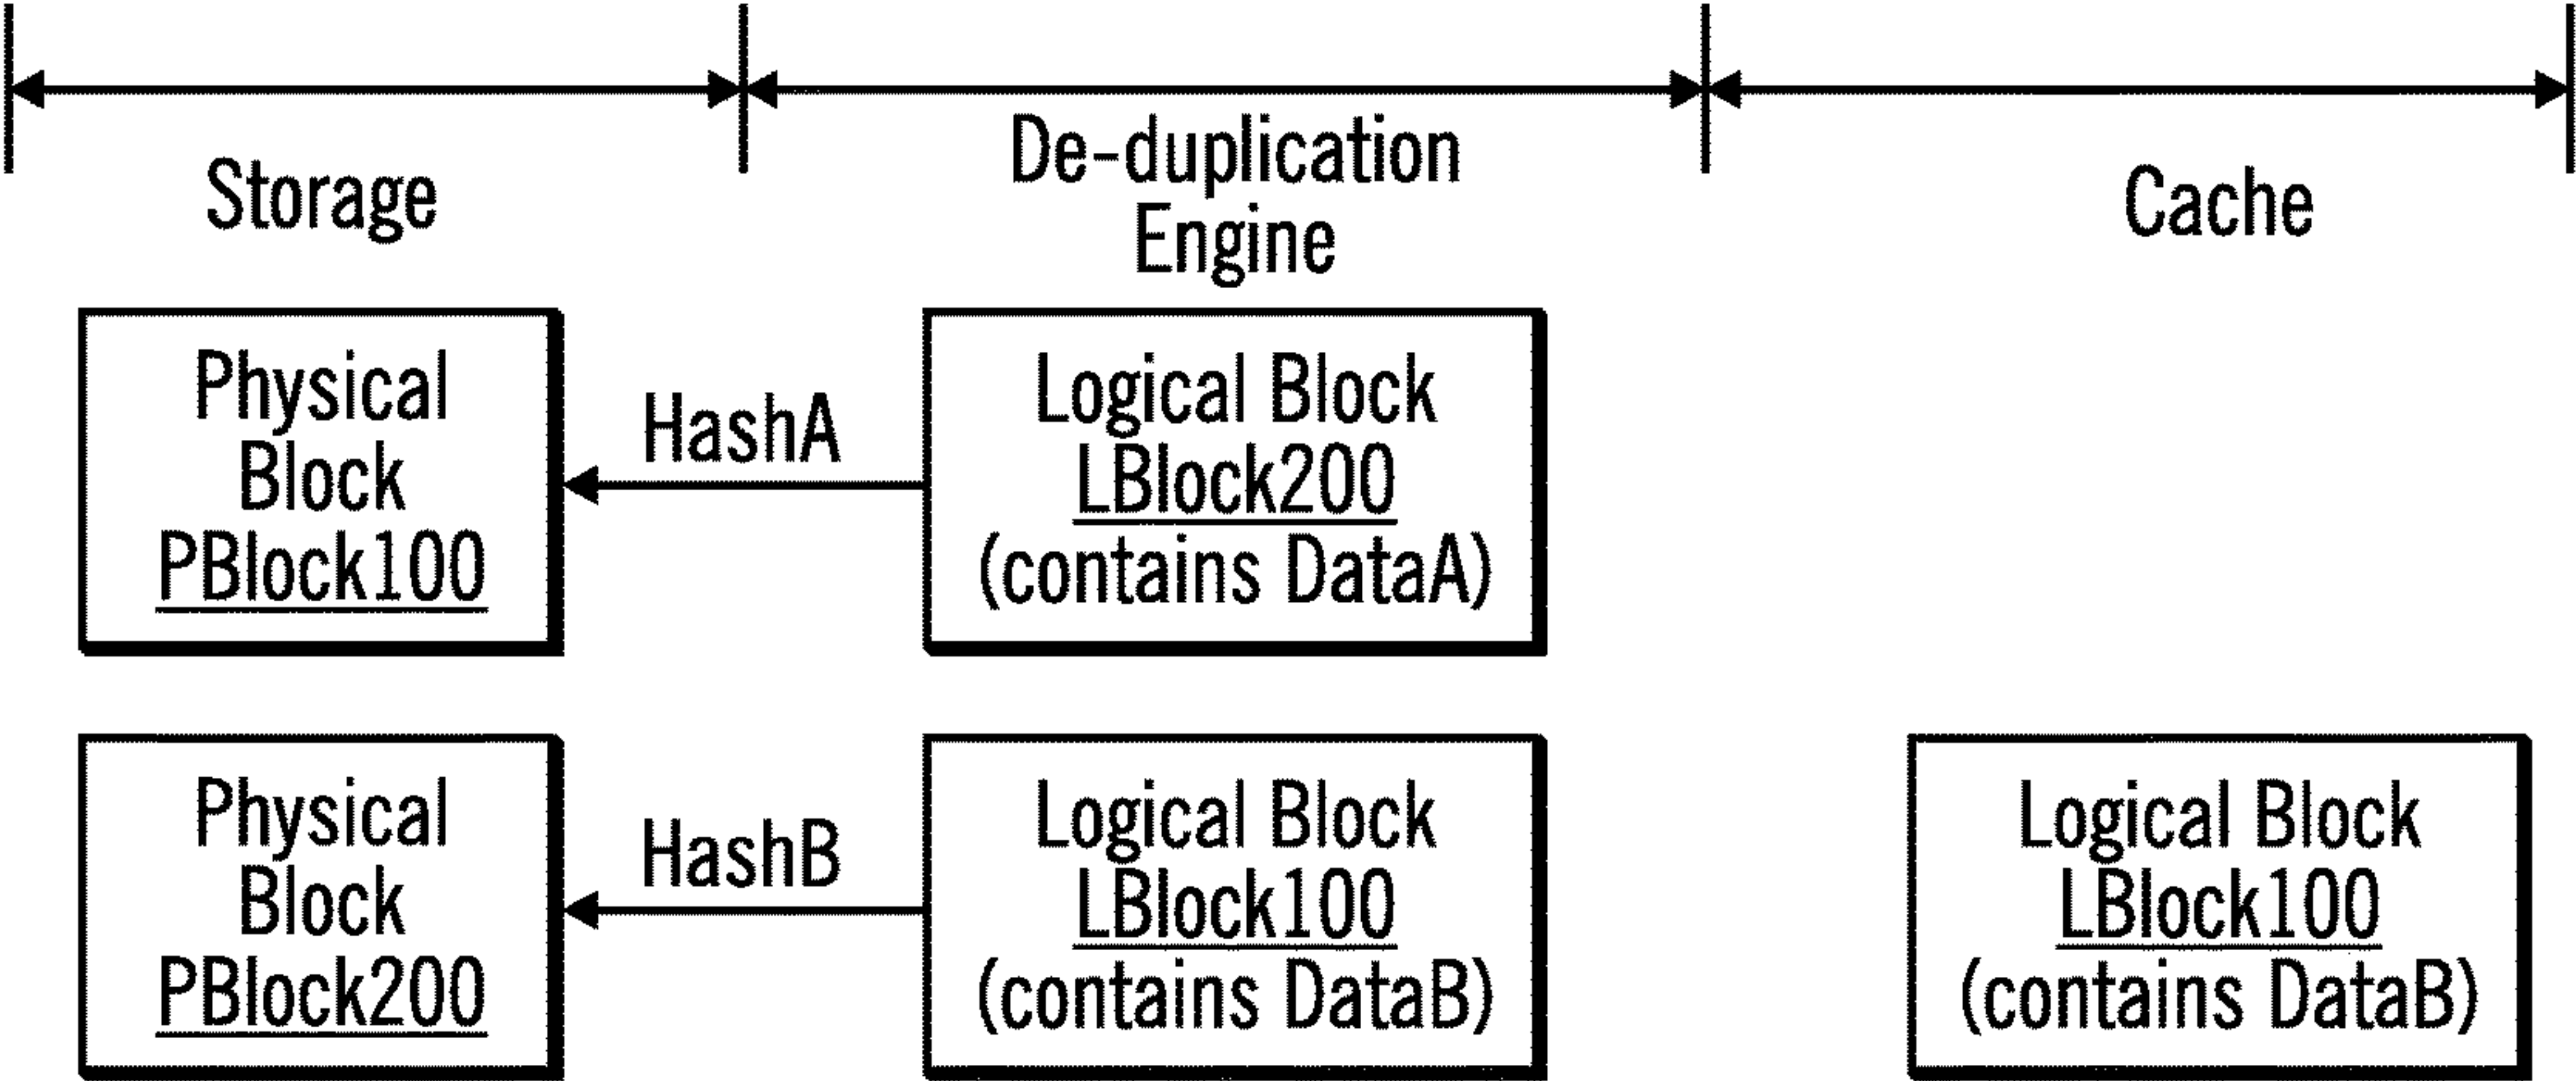 Storage
De-duplication
Engine
Cache
Physical
Block
PBlock100
HashA
Logical Block
LBlock200
(contains DataA)
Physical
Block
PBlock200
HashB
Logical Block
LBlock100
(contains DataB)
Logical Block
LBlock100
(contains DataB)